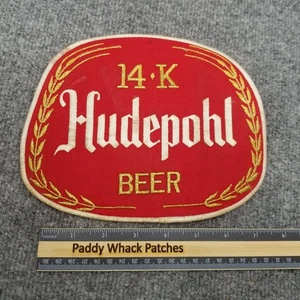 14·K
Hudepohl
BEER
Paddy Whack Patches